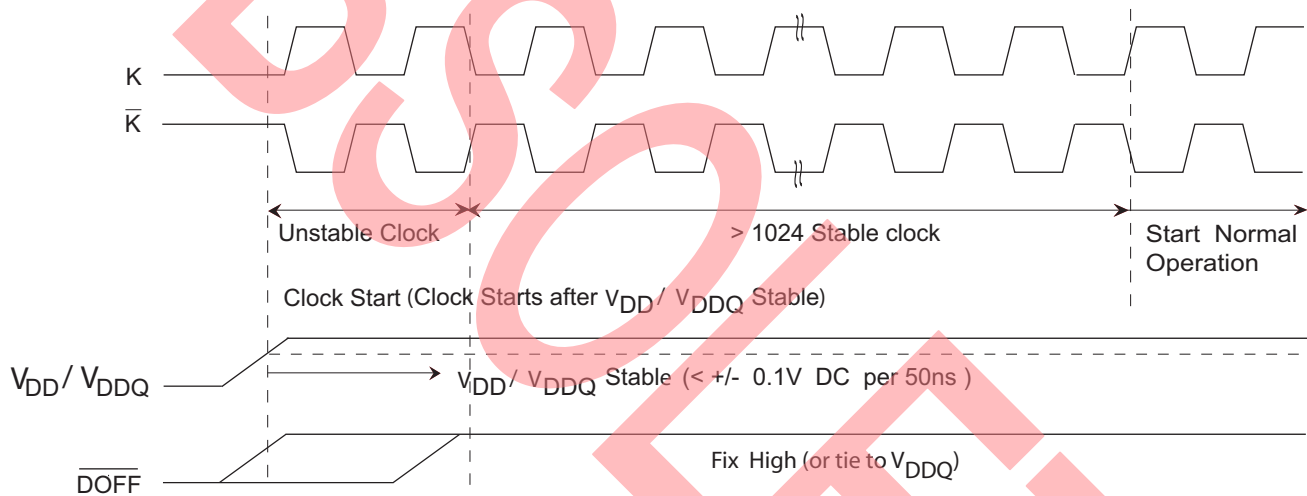 K
K̅
Unstable Clock
> 1024 Stable clock
Start Normal
Operation
Clock Start (Clock Starts after VDD/ VDDQ Stable)
VDD/ VDDQ
VDD/ VDDQ Stable (< +/- 0.1V DC per 50ns )
Fix High (or tie to VDDQ)
D̅O̅F̅F̅